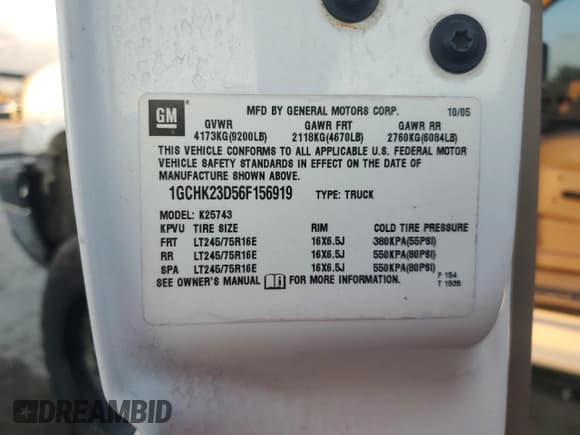 GM
MFD BY GENERAL MOTORS CORP. 10/05
GVWR GAWR FRT GAWR RR
4173KG(9200LB) 2118KG(4670LB) 2760KG(6084LB)
THIS VEHICLE CONFORMS TO ALL APPLICABLE U.S. FEDERAL MOTOR
VEHICLE SAFETY STANDARDS IN EFFECT ON THE DATE OF
MANUFACTURE SHOWN ABOVE.
1GCHK23D56F156919 TYPE: TRUCK
MODEL: K25743
KPVU TIRE SIZE RIM COLD TIRE PRESSURE
FRT LT245/75R16E 16X6.5J 380KPA(55PSI)
RR LT245/75R16E 16X6.5J 550KPA(80PSI)
SPA LT245/75R16E 16X6.5J 550KPA(80PSI)
SEE OWNER'S MANUAL i FOR MORE INFORMATION.
F 154
T 1535
DREAMBID